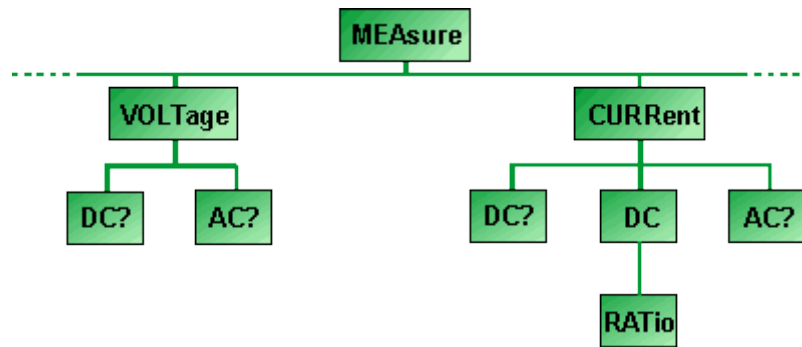 MEAsure
VOLTage
CURRent
DC?
AC?
DC?
DC
AC?
RATio